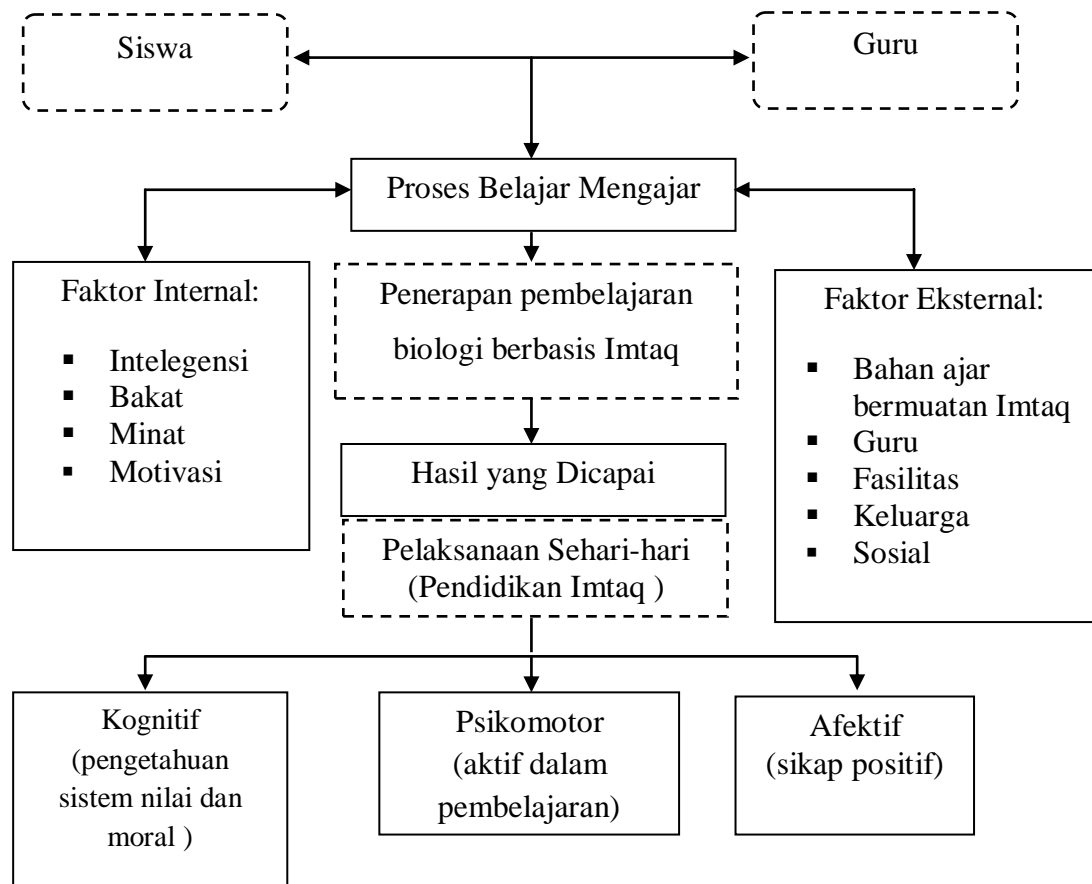 Siswa
Guru
Proses Belajar Mengajar
Faktor Internal:
▪ Intelegensi
▪ Bakat
▪ Minat
▪ Motivasi
Penerapan pembelajaran
biologi berbasis Imtaq
Faktor Eksternal:
▪ Bahan ajar
bermuatan Imtaq
▪ Guru
▪ Fasilitas
▪ Keluarga
▪ Sosial
Hasil yang Dicapai
Pelaksanaan Sehari-hari
(Pendidikan Imtaq )
Kognitif
(pengetahuan
sistem nilai dan
moral )
Psikomotor
(aktif dalam
pembelajaran)
Afektif
(sikap positif)